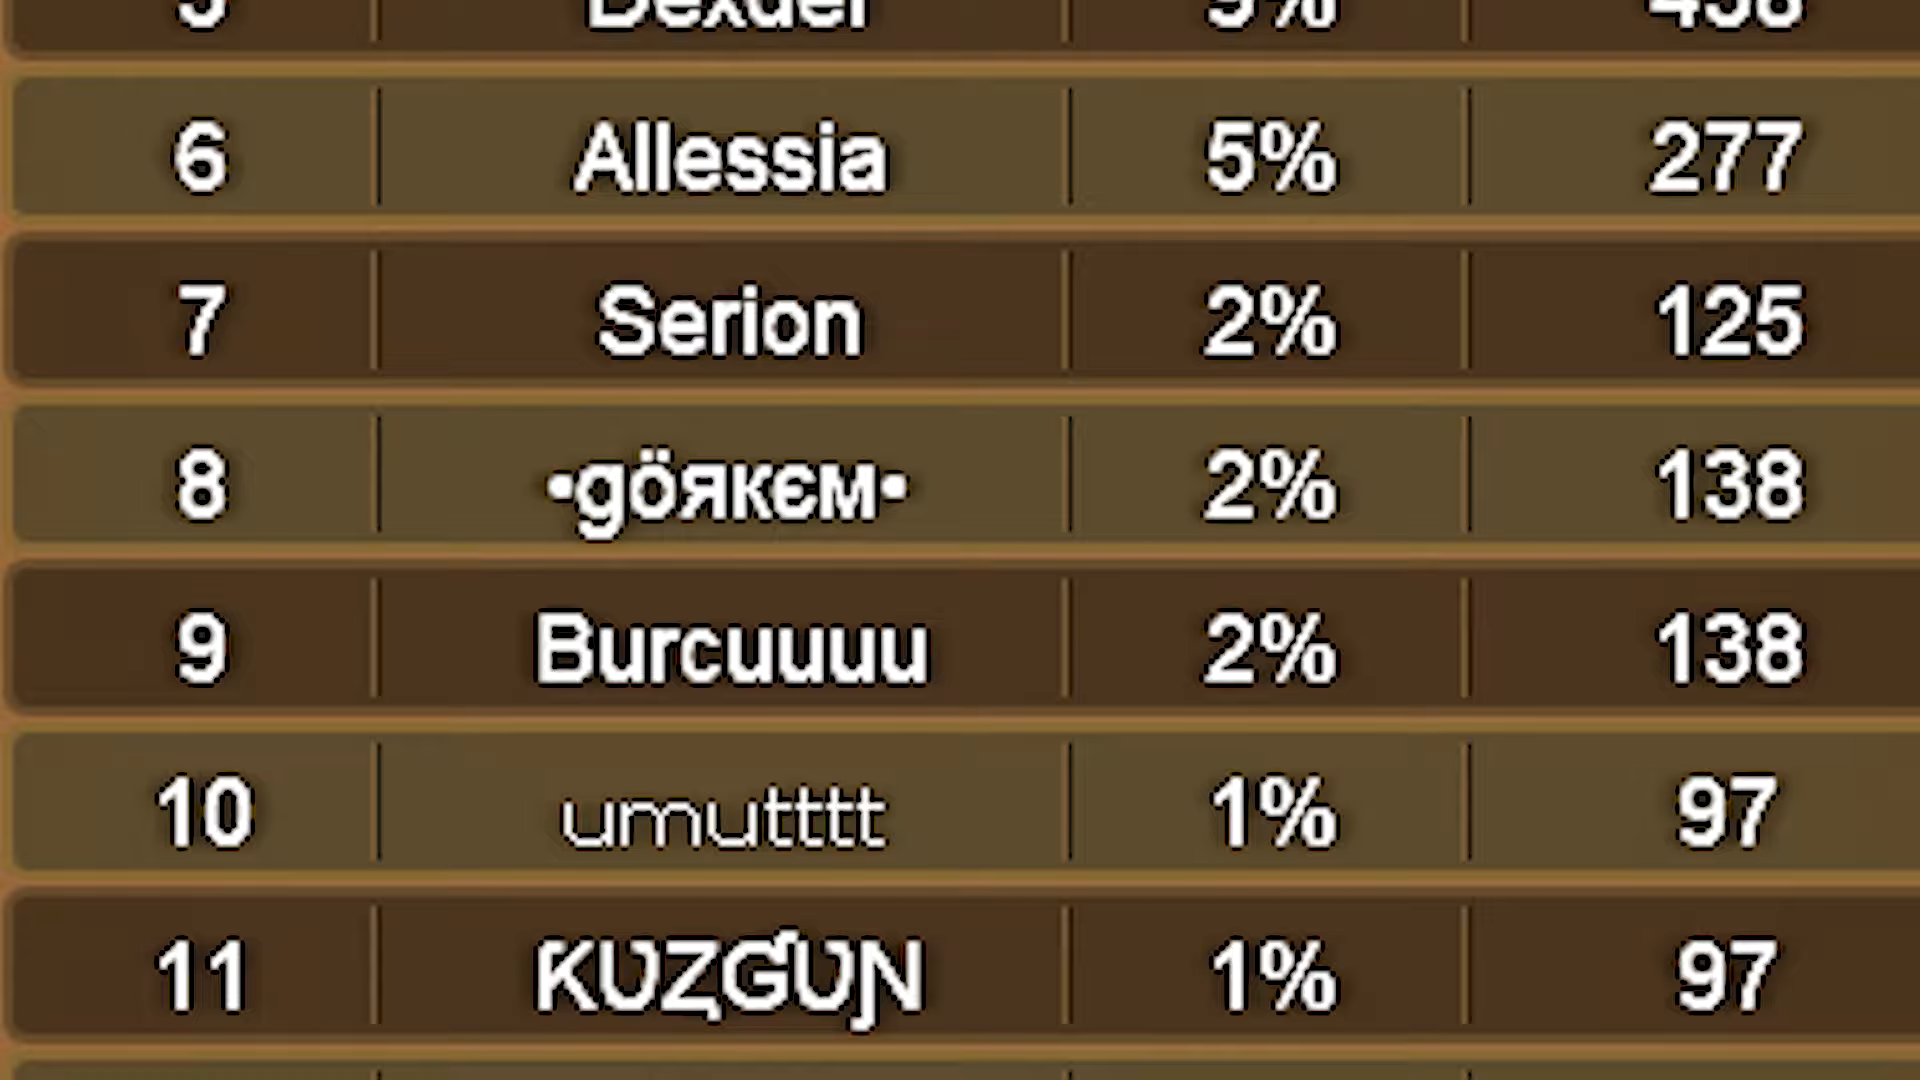 6 Allessia 5% 277
7 Serion 2% 125
8 •göякєм• 2% 138
9 Burcuuuu 2% 138
10 umutttt 1% 97
11 ƘƲȤƓƲƝ 1% 97